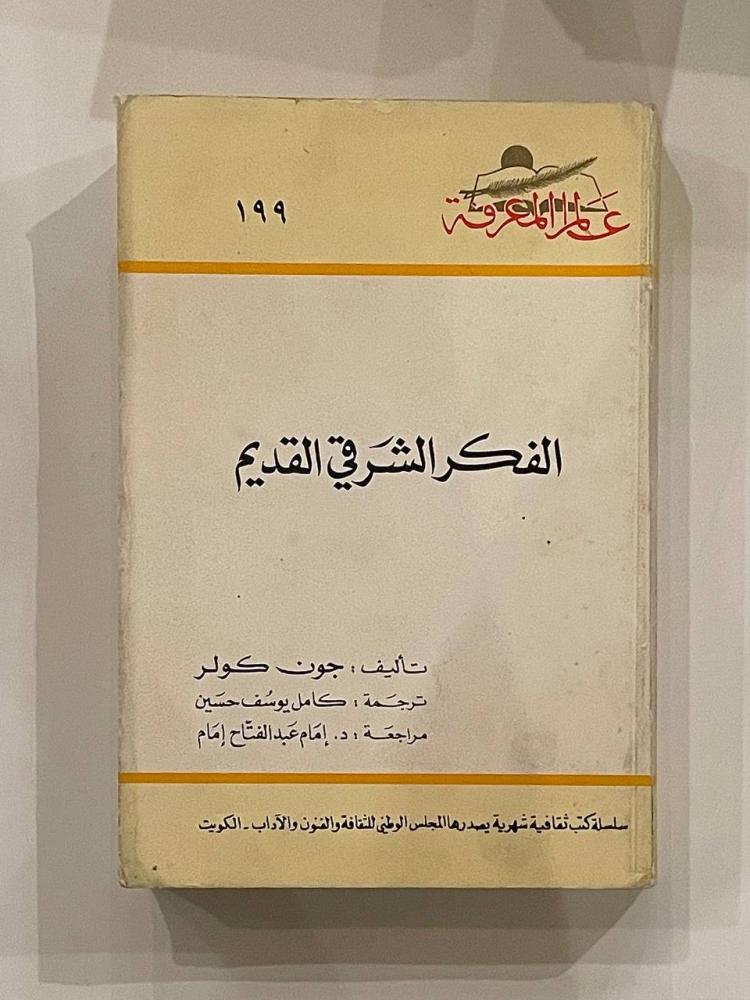 عالم المعرفة
١٩٩
الفكر الشرقي القديم
تأليف: جون كولر
ترجمة: كامل يوسف حسين
مراجعة: د. إمام عبد الفتاح إمام
سلسلة كتب ثقافية شهرية يصدرها المجلس الوطني للثقافة والفنون والآداب - الكويت